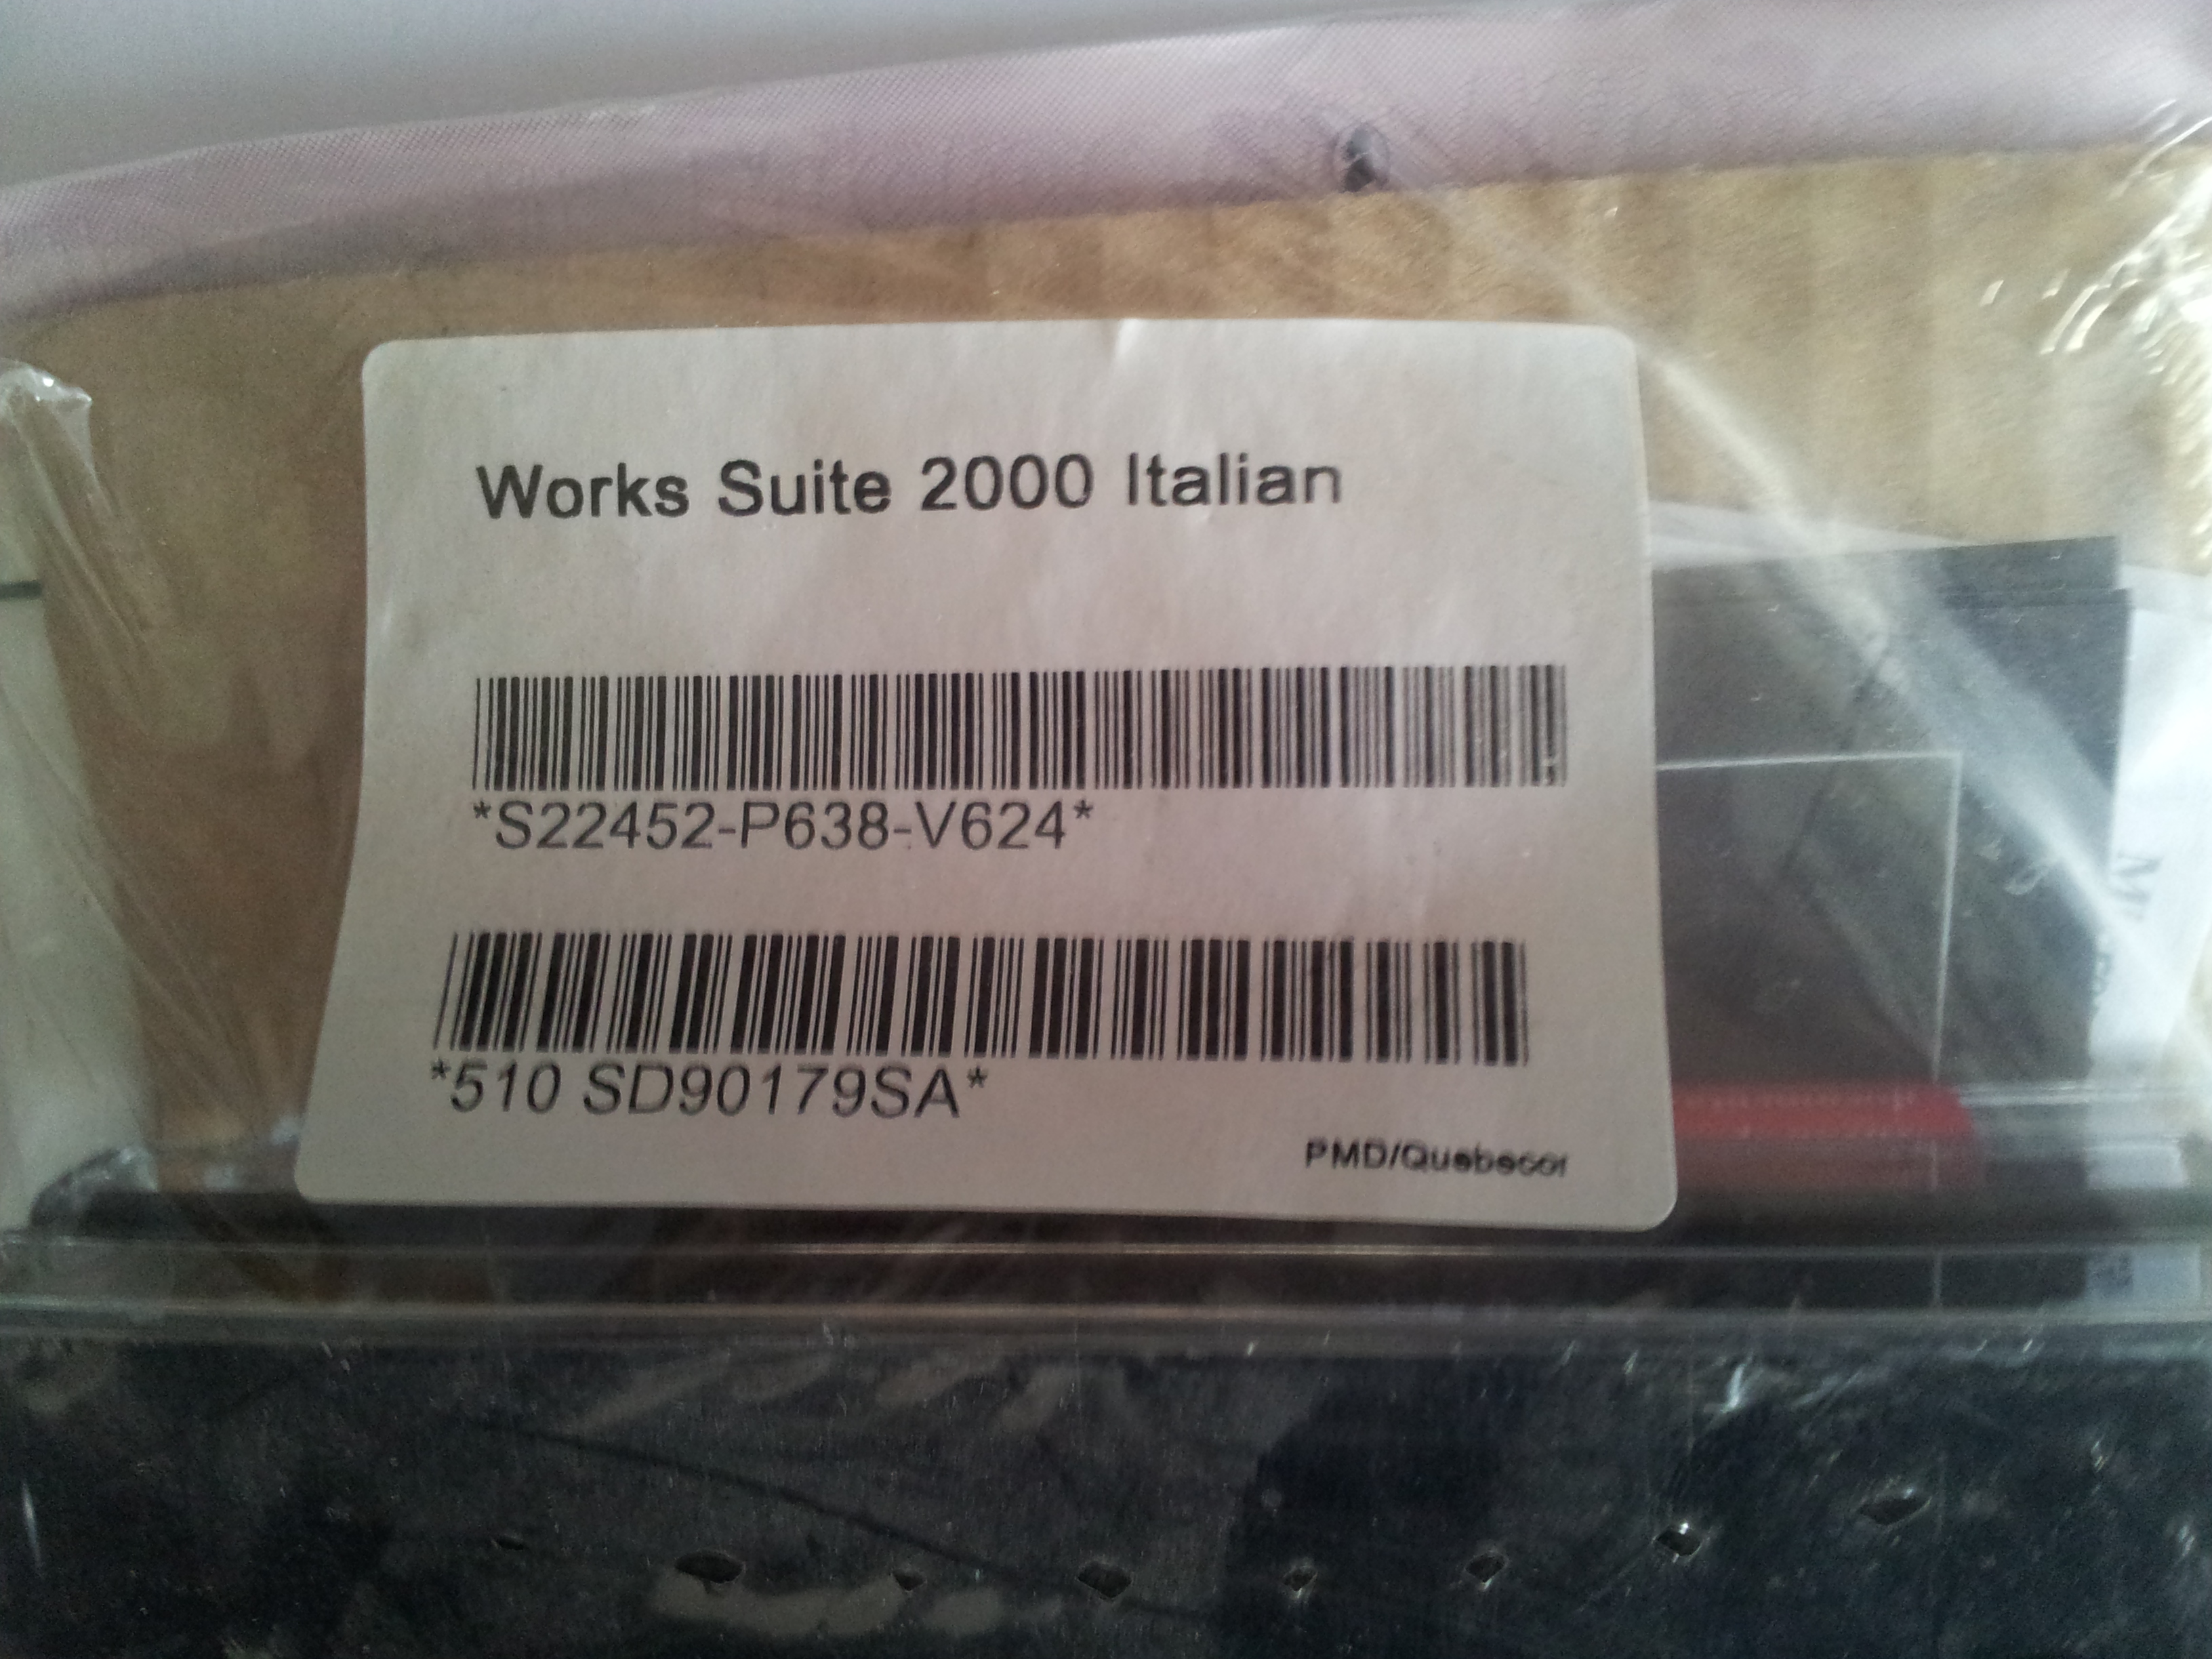 Works Suite 2000 Italian
*S22452-P638-V624*
*510 SD90179SA*
PMD/Quebecor